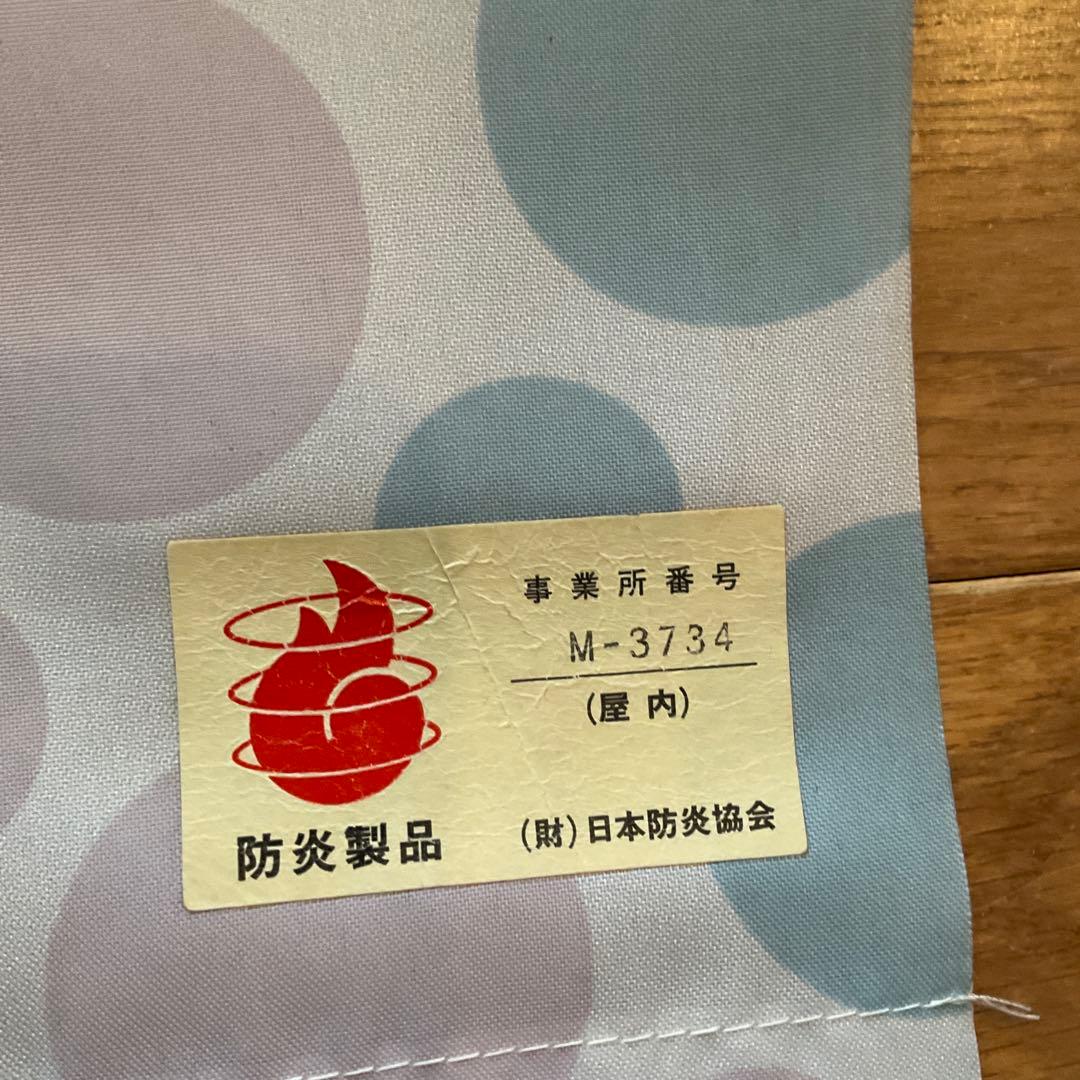 事業所番号
M-3734
(屋内)
防炎製品
(財)日本防炎協会